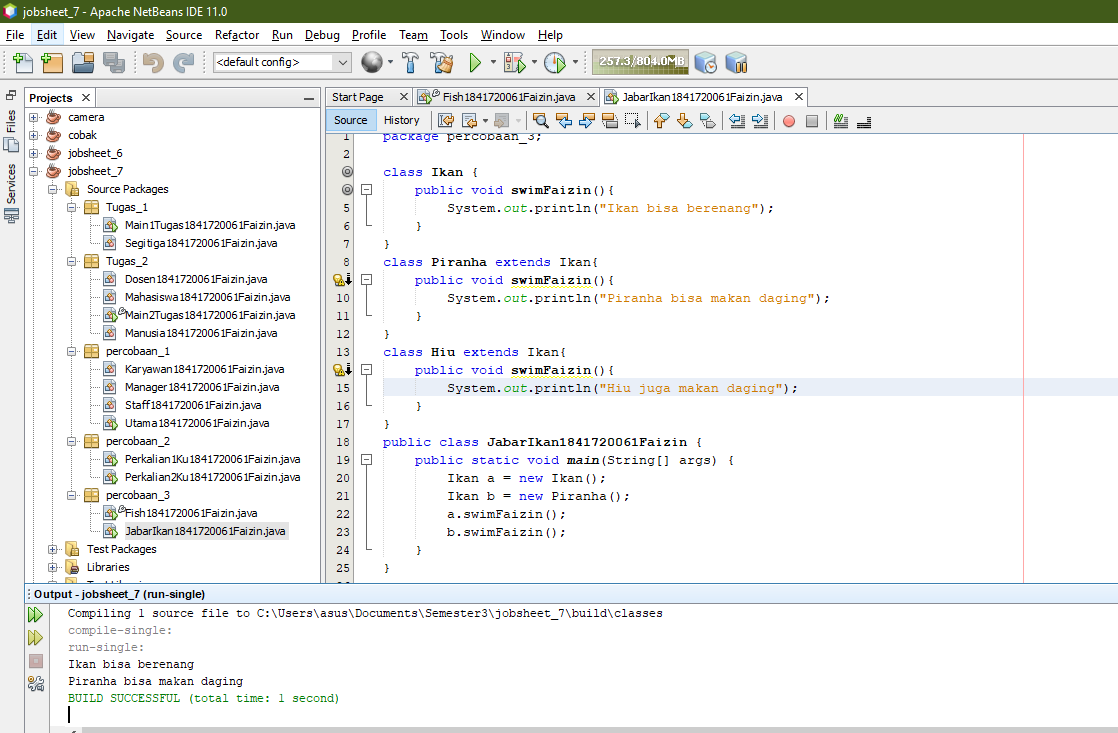 jobsheet_7 - Apache NetBeans IDE 11.0
File Edit View Navigate Source Refactor Run Debug Profile Team Tools Window Help
<default config>
257.3/804.0MB
Files
Services
Projects
camera
cobak
jobsheet_6
jobsheet_7
Source Packages
Tugas_1
Main1Tugas1841720061Faizin.java
Segitiga1841720061Faizin.java
Tugas_2
Dosen1841720061Faizin.java
Mahasiswa1841720061Faizin.java
Main2Tugas1841720061Faizin.java
Manusia1841720061Faizin.java
percobaan_1
Karyawan1841720061Faizin.java
Manager1841720061Faizin.java
Staff1841720061Faizin.java
Utama1841720061Faizin.java
percobaan_2
Perkalian1Ku1841720061Faizin.java
Perkalian2Ku1841720061Faizin.java
percobaan_3
Fish1841720061Faizin.java
JabarIkan1841720061Faizin.java
Test Packages
Libraries
Start Page Fish1841720061Faizin.java JabarIkan1841720061Faizin.java
Source History
1 package percobaan_3;
2
class Ikan {
public void swimFaizin(){
5 System.out.println("Ikan bisa berenang");
6 }
7 }
8 class Piranha extends Ikan{
public void swimFaizin(){
10 System.out.println("Piranha bisa makan daging");
11 }
12 }
13 class Hiu extends Ikan{
public void swimFaizin(){
15 System.out.println("Hiu juga makan daging");
16 }
17 }
18 public class JabarIkan1841720061Faizin {
19 public static void main(String[] args) {
20 Ikan a = new Ikan();
21 Ikan b = new Piranha();
22 a.swimFaizin();
23 b.swimFaizin();
24 }
25 }
Output - jobsheet_7 (run-single)
Compiling 1 source file to C:\Users\asus\Documents\Semester3\jobsheet_7\build\classes
compile-single:
run-single:
Ikan bisa berenang
Piranha bisa makan daging
BUILD SUCCESSFUL (total time: 1 second)